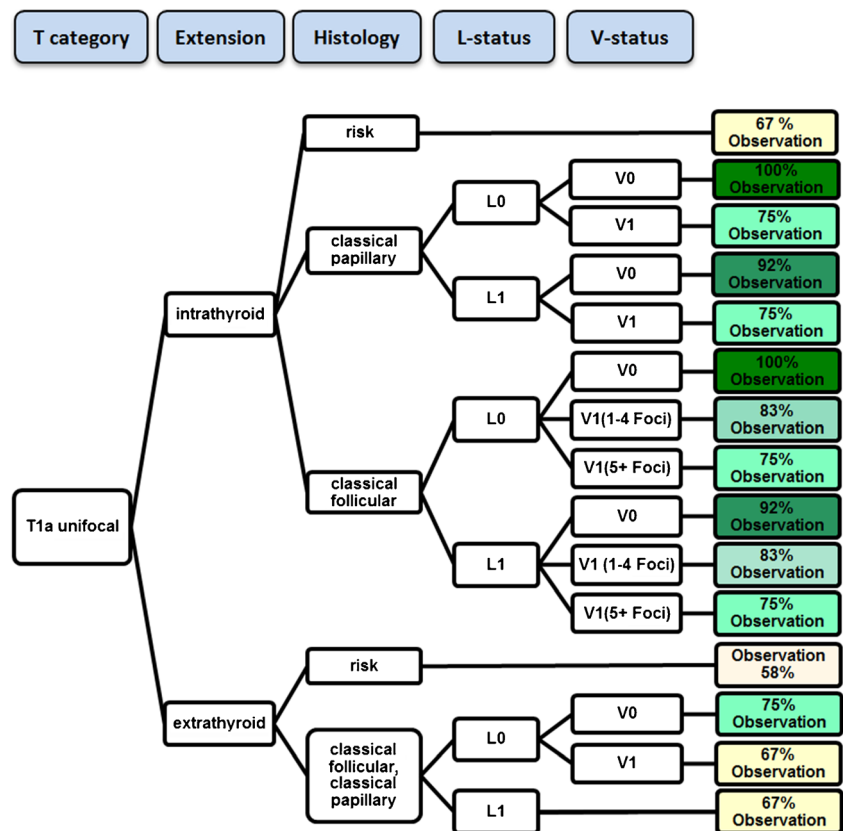 T category Extension Histology L-status V-status
risk
67 %
Observation
V0
100%
Observation
L0
V1
75%
Observation
classical
papillary
V0
92%
Observation
L1
intrathyroid
V1
75%
Observation
V0
100%
Observation
L0
V1(1-4 Foci)
83%
Observation
V1(5+ Foci)
75%
Observation
classical
follicular
T1a unifocal
V0
92%
Observation
L1
V1 (1-4 Foci)
83%
Observation
V1(5+ Foci)
75%
Observation
risk
Observation
58%
extrathyroid
V0
75%
Observation
L0
classical
follicular,
classical
papillary
V1
67%
Observation
L1
67%
Observation